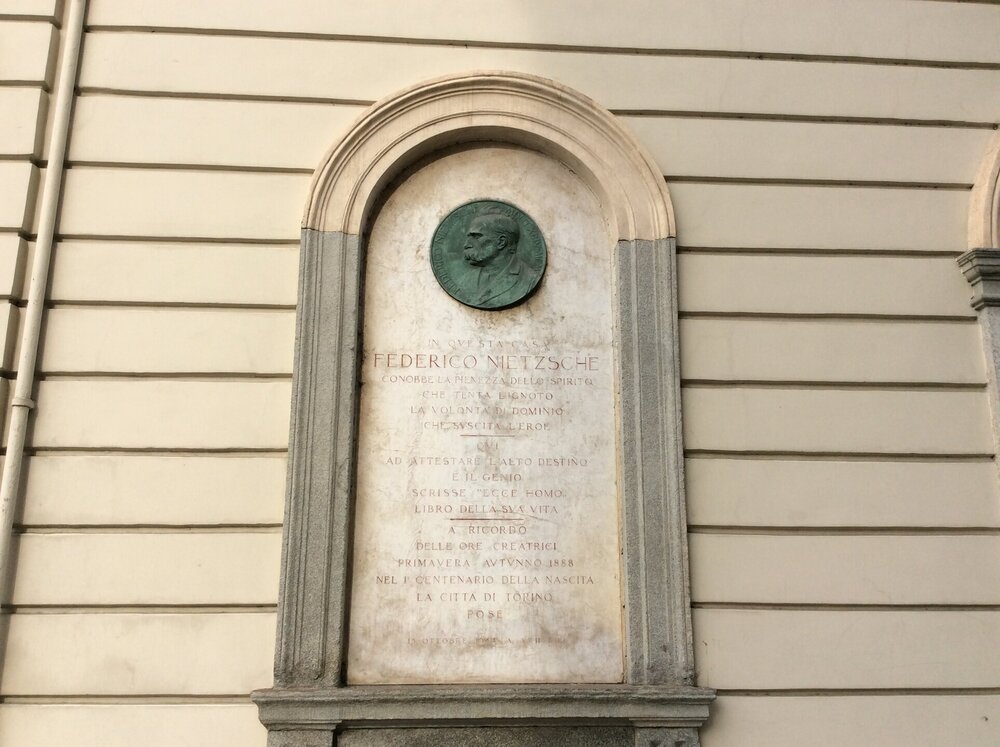 IN QVESTA CASA
FEDERICO NIETZSCHE
CONOBBE LA PIENEZZA DELLO SPIRITO
CHE TENTA L'IGNOTO
LA VOLONTÀ DI DOMINIO
CHE SVSCITA L'EROE
QVI
AD ATTESTARE L'ALTO DESTINO
E IL GENIO
SCRISSE "ECCE HOMO"
LIBRO DELLA SVA VITA
A RICORDO
DELLE ORE CREATRICI
PRIMAVERA AVTVNNO 1888
NEL I° CENTENARIO DELLA NASCITA
LA CITTÀ DI TORINO
POSE
15 OTTOBRE